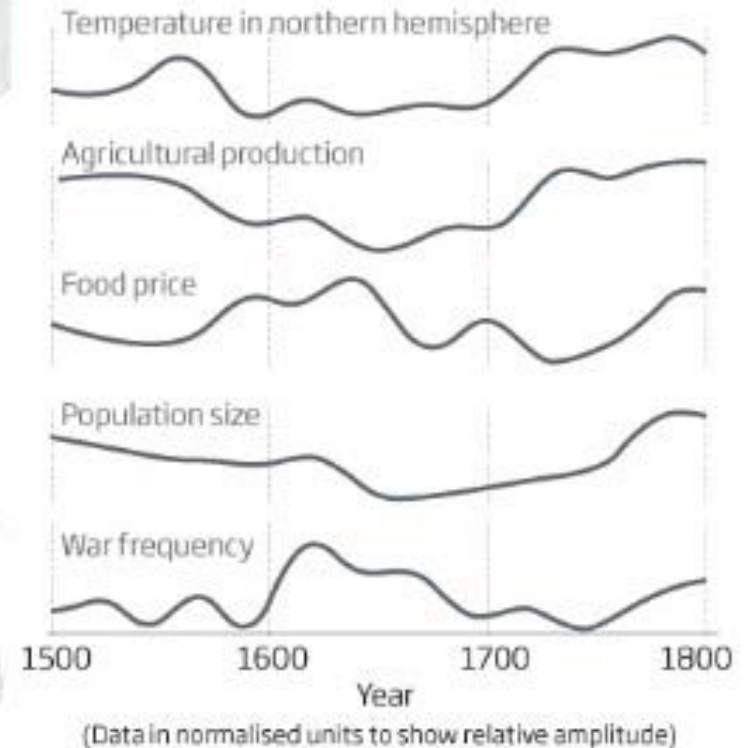 Temperature in northern hemisphere
Agricultural production
Food price
Population size
War frequency
1500 1600 1700 1800
Year
(Data in normalised units to show relative amplitude)